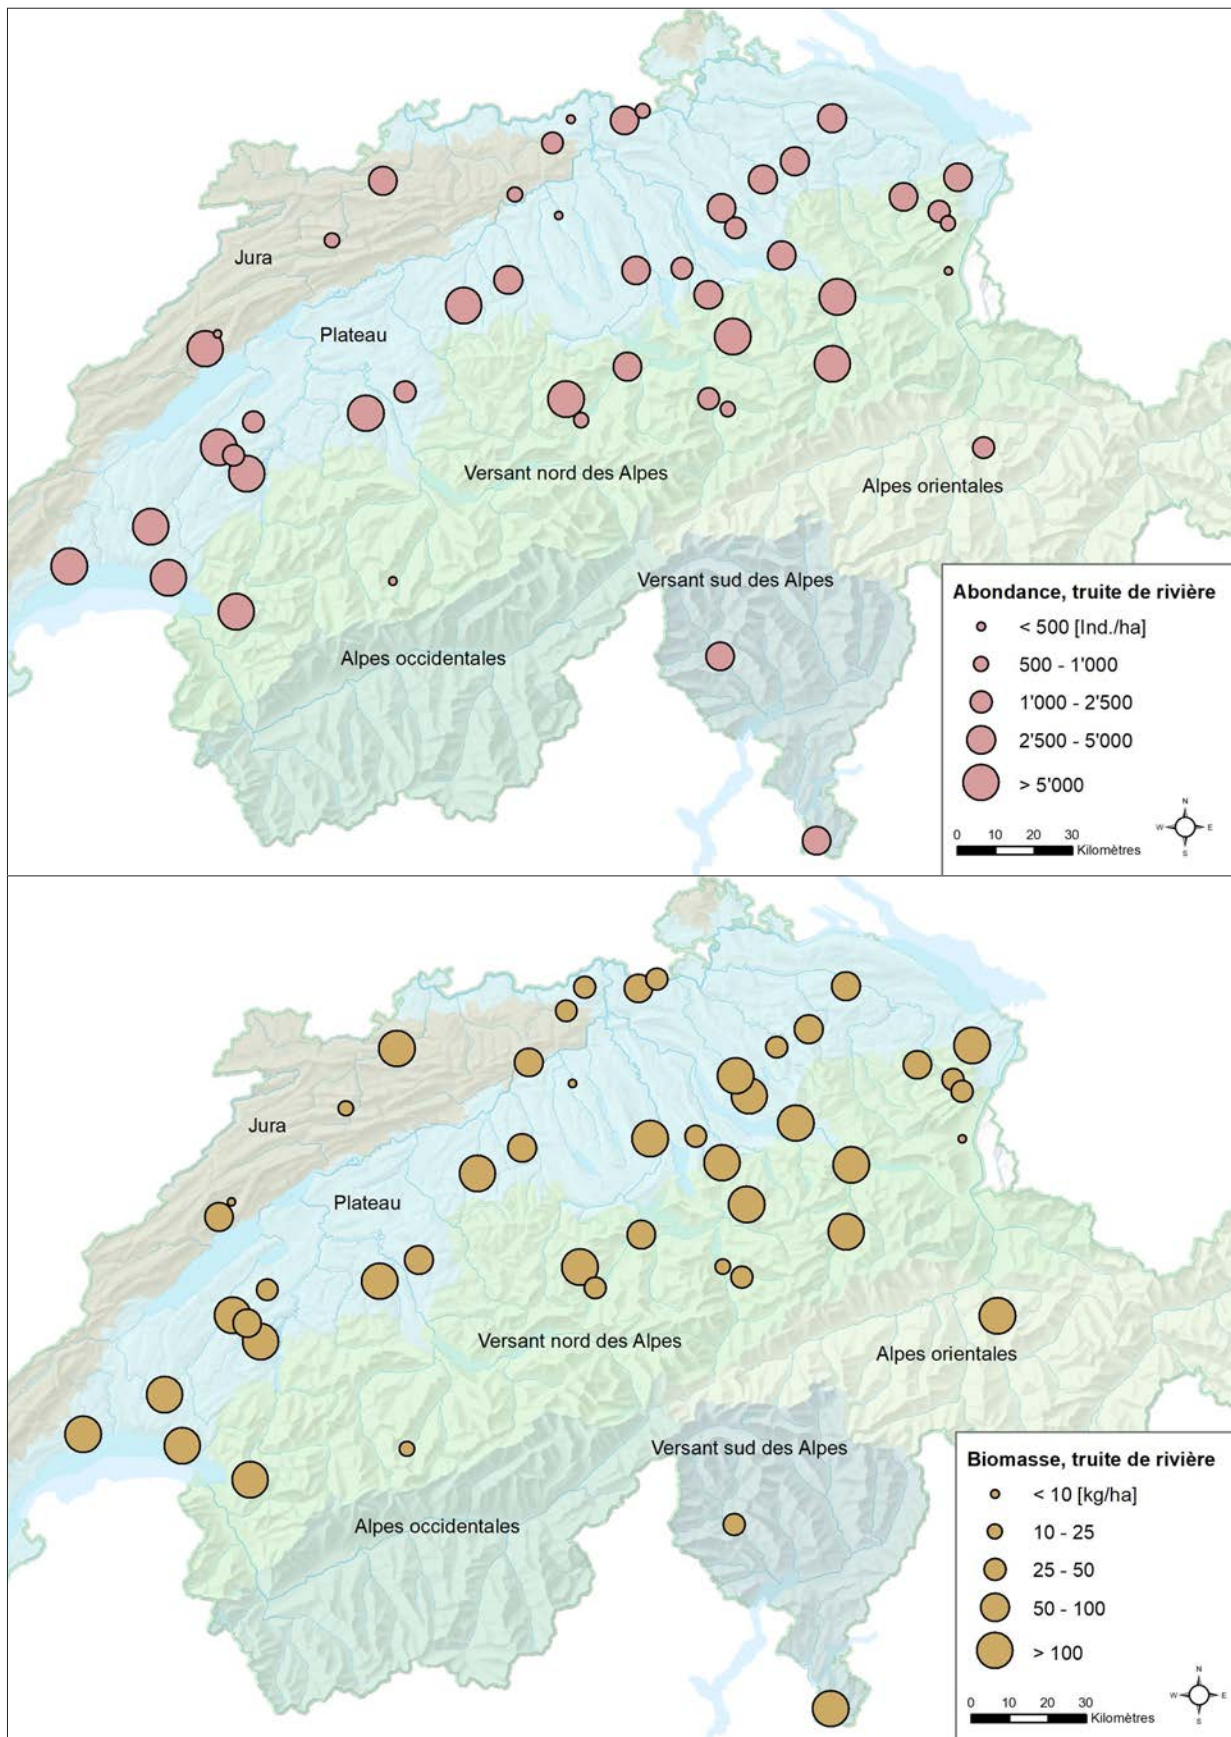 Jura
Plateau
Versant nord des Alpes
Alpes orientales
Versant sud des Alpes
Alpes occidentales
Abondance, truite de rivière
< 500 [Ind./ha]
500 - 1'000
1'000 - 2'500
2'500 - 5'000
> 5'000
N
W E
S
0 10 20 30
Kilomètres
Jura
Plateau
Versant nord des Alpes
Alpes orientales
Versant sud des Alpes
Alpes occidentales
Biomasse, truite de rivière
< 10 [kg/ha]
10 - 25
25 - 50
50 - 100
> 100
N
W E
S
0 10 20 30
Kilomètres